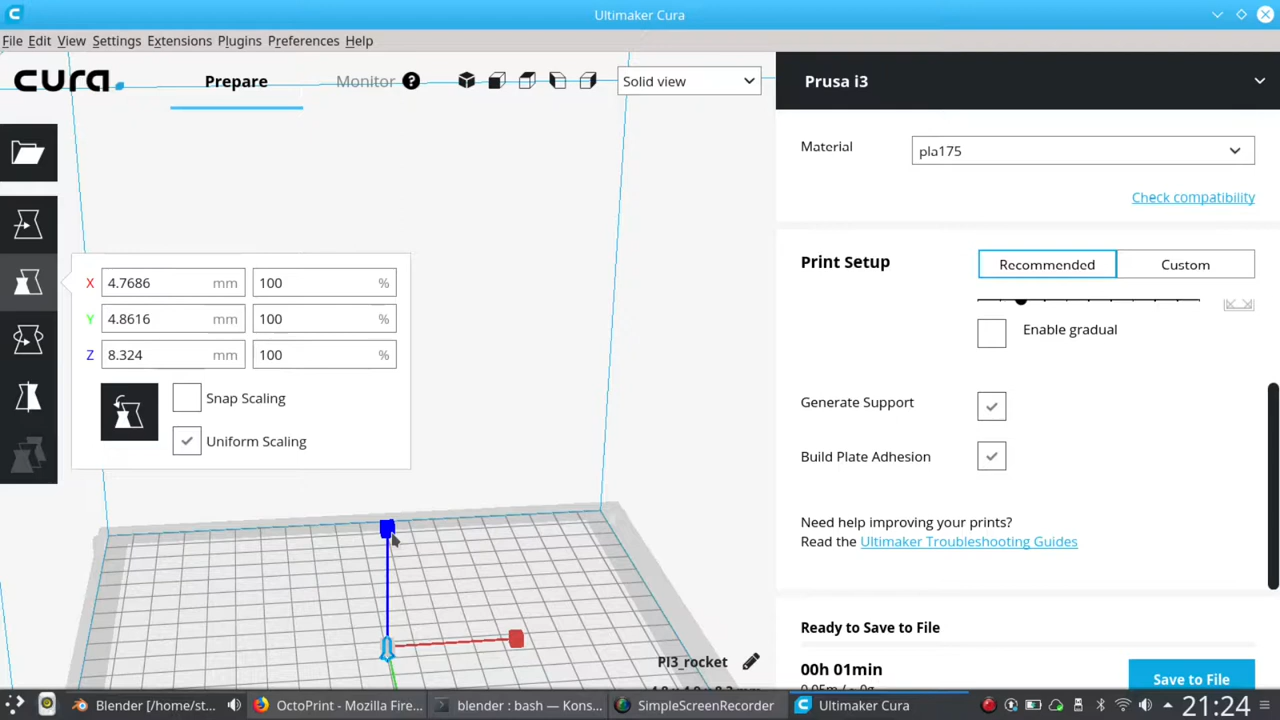 Ultimaker Cura
File Edit View Settings Extensions Plugins Preferences Help
cura.
Prepare
Monitor ?
Solid view
Prusa i3
Material
pla175
Check compatibility
Print Setup
Recommended
Custom
X 4.7686 mm 100 %
Y 4.8616 mm 100 %
Z 8.324 mm 100 %
Snap Scaling
Uniform Scaling
Enable gradual
Generate Support
Build Plate Adhesion
Need help improving your prints?
Read the Ultimaker Troubleshooting Guides
PI3_rocket
Ready to Save to File
00h 01min
Save to File
Blender [/home/st...
OctoPrint - Mozilla Fire...
blender : bash — Kons...
SimpleScreenRecorder
Ultimaker Cura
21:24